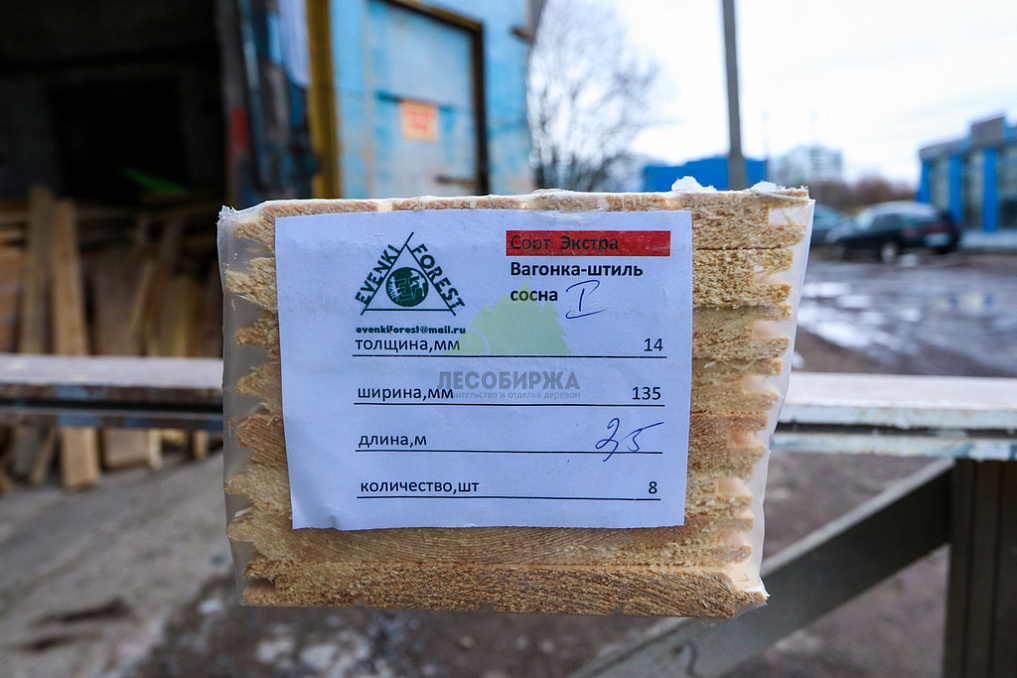 EVENKI FOREST
evenkiforest@mail.ru
Сорт Экстра
Вагонка-штиль
сосна I
толщина,мм 14
ЛЕСОБИРЖА
ширина,мм 135
длина,м 2,5
количество,шт 8